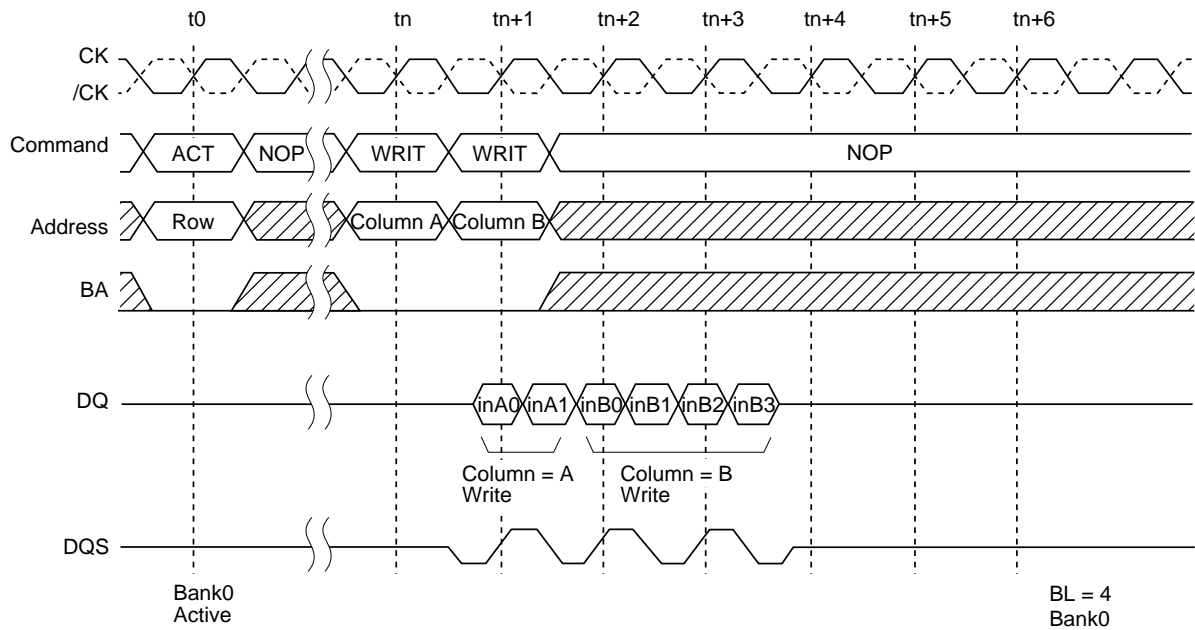 t0 tn tn+1 tn+2 tn+3 tn+4 tn+5 tn+6
CK
/CK
Command ACT NOP WRIT WRIT NOP
Address Row Column A Column B
BA
DQ inA0 inA1 inB0 inB1 inB2 inB3
Column = A Column = B
Write Write
DQS
Bank0 BL = 4
Active Bank0